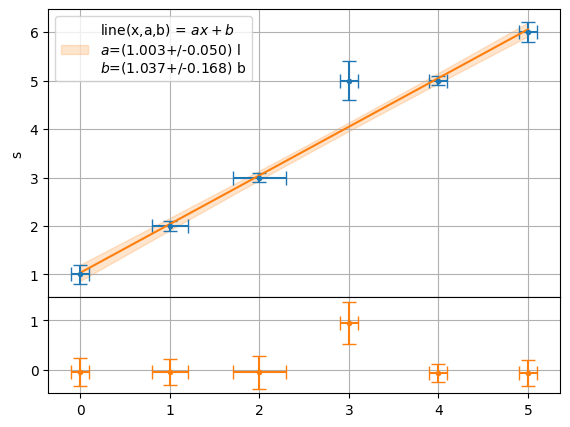 line(x,a,b) = ax + b
a=(1.003+/-0.050) l
b=(1.037+/-0.168) b
6
5
4
3
2
1
s
1
0
0 1 2 3 4 5